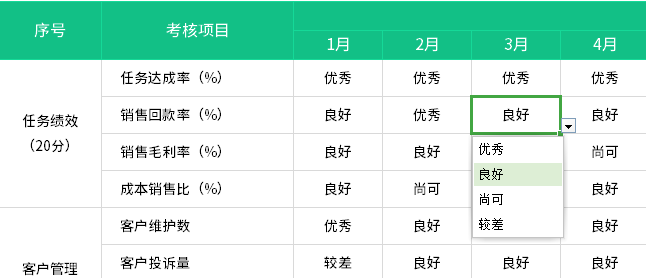 序号 考核项目
1月 2月 3月 4月
任务达成率（%） 优秀 优秀 优秀 优秀
任务绩效
（20分）
销售回款率（%） 良好 优秀 良好 良好
销售毛利率（%） 良好 良好 尚可
成本销售比（%） 良好 尚可 良好
优秀
良好
尚可
较差
客户管理
客户维护数 优秀 良好 良好
客户投诉量 较差 良好 良好 良好